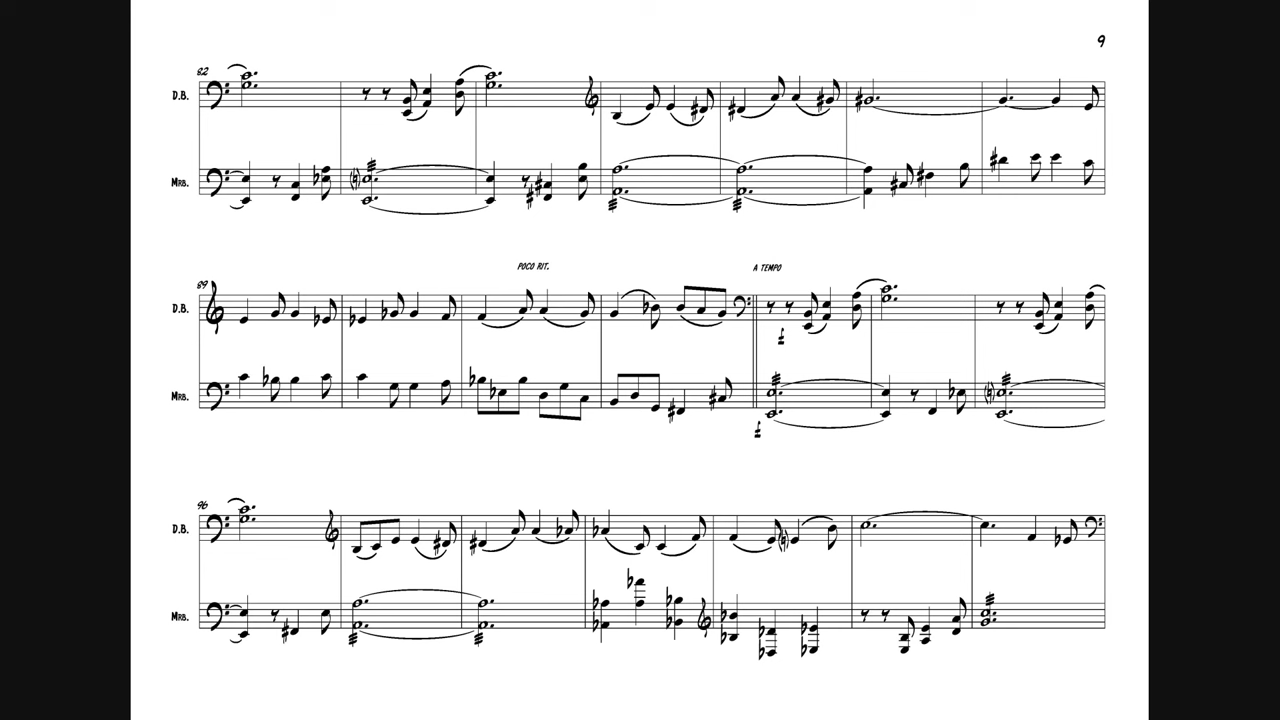 9
82
D.B.
Mrb.
89
POCO RIT.
A TEMPO
D.B.
f
Mrb.
f
96
D.B.
Mrb.